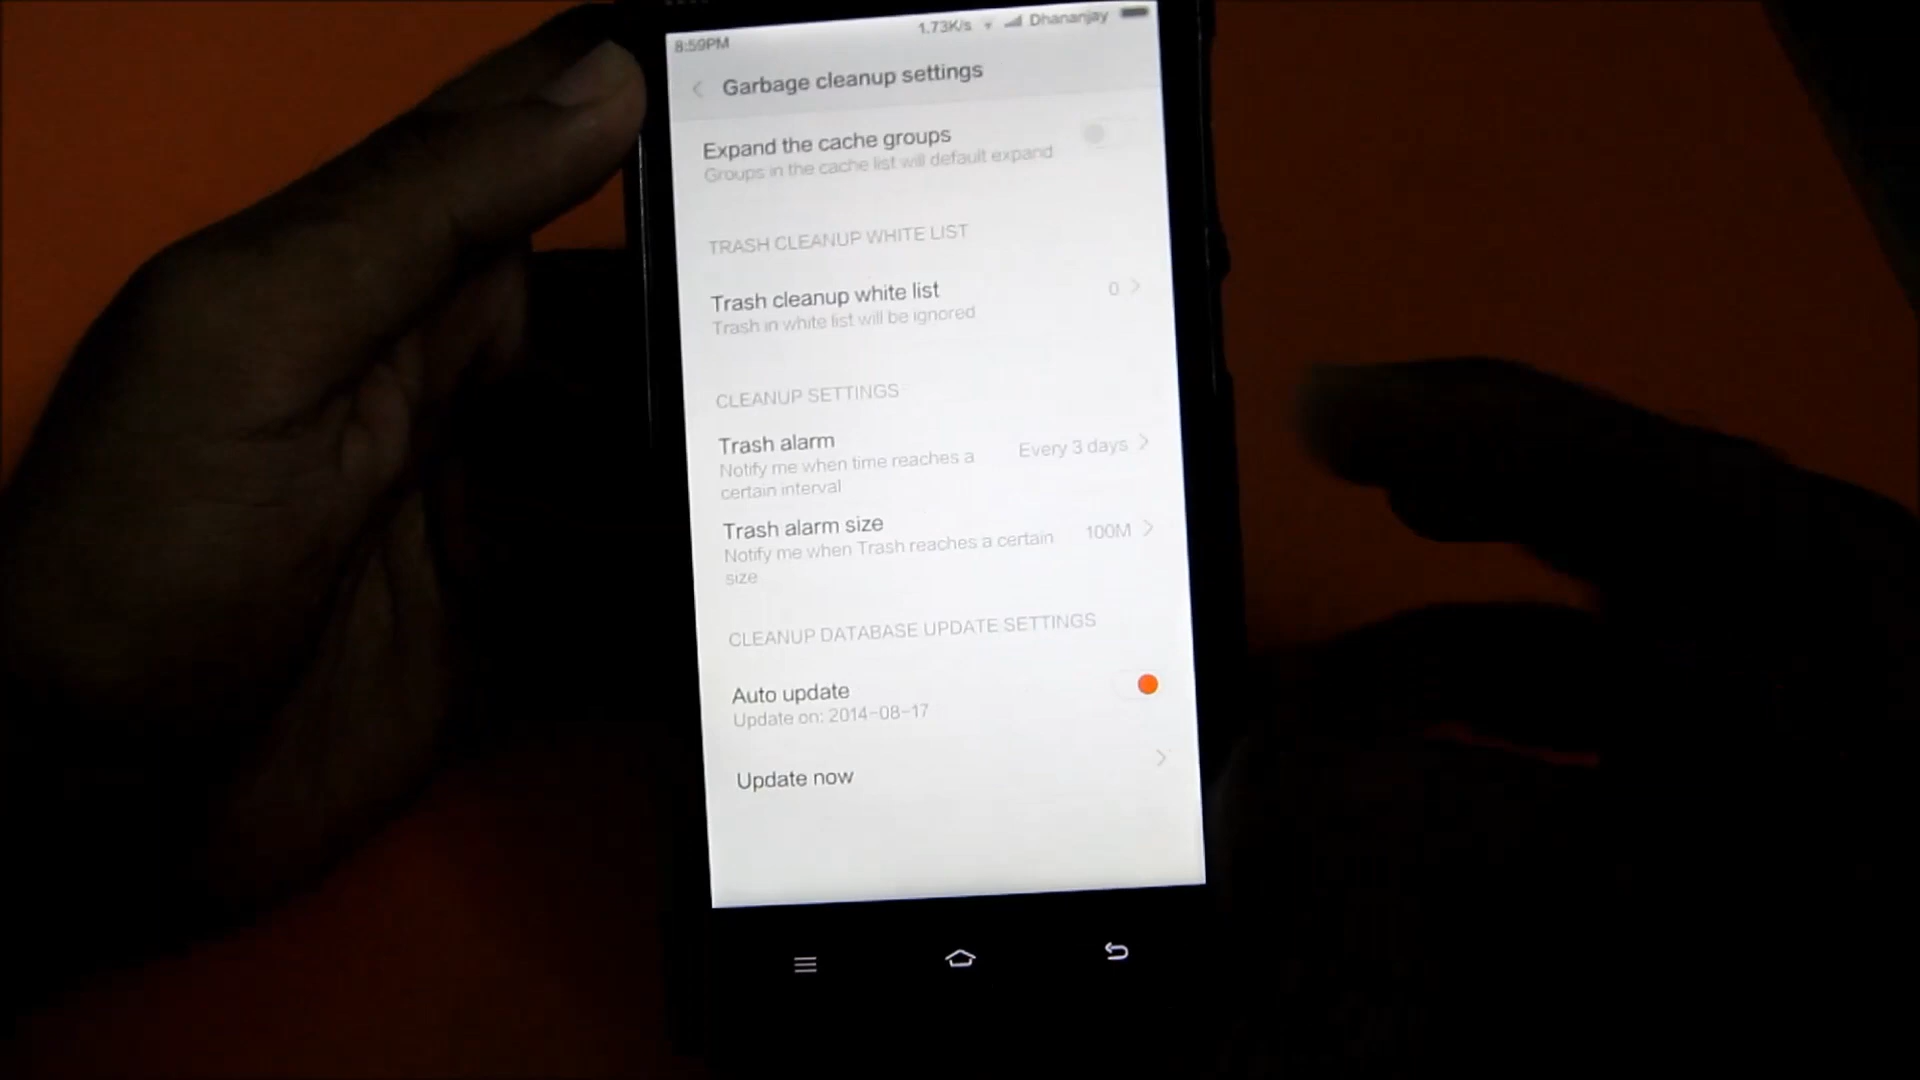 8:59PM 1.73K/s Dhananjay
Garbage cleanup settings
Expand the cache groups
Groups in the cache list will default expand
TRASH CLEANUP WHITE LIST
Trash cleanup white list 0
Trash in white list will be ignored
CLEANUP SETTINGS
Trash alarm
Notify me when time reaches a Every 3 days
certain interval
Trash alarm size
Notify me when Trash reaches a certain 100M
size
CLEANUP DATABASE UPDATE SETTINGS
Auto update
Update on: 2014-08-17
Update now